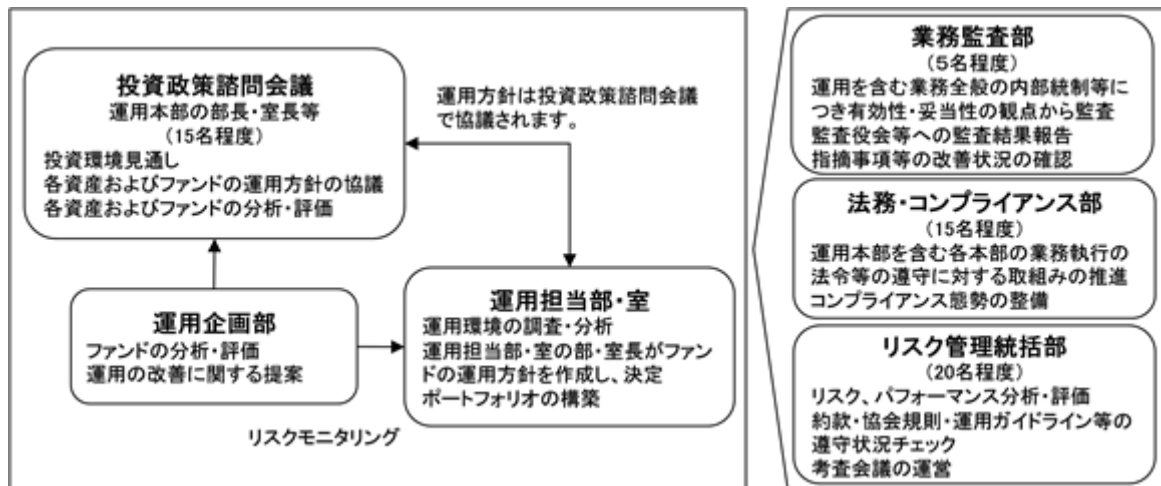 投資政策諮問会議
運用本部の部長・室長等
（15名程度）
投資環境見通し
各資産およびファンドの運用方針の協議
各資産およびファンドの分析・評価
運用方針は投資政策諮問会議
で協議されます。
運用企画部
ファンドの分析・評価
運用の改善に関する提案
運用担当部・室
運用環境の調査・分析
運用担当部・室の部・室長がファン
ドの運用方針を作成し、決定
ポートフォリオの構築
リスクモニタリング
業務監査部
（５名程度）
運用を含む業務全般の内部統制等に
つき有効性・妥当性の観点から監査
監査役会等への監査結果報告
指摘事項等の改善状況の確認
法務・コンプライアンス部
（15名程度）
運用本部を含む各本部の業務執行の
法令等の遵守に対する取組みの推進
コンプライアンス態勢の整備
リスク管理統括部
（20名程度）
リスク、パフォーマンス分析・評価
約款・協会規則・運用ガイドライン等の
遵守状況チェック
考査会議の運営